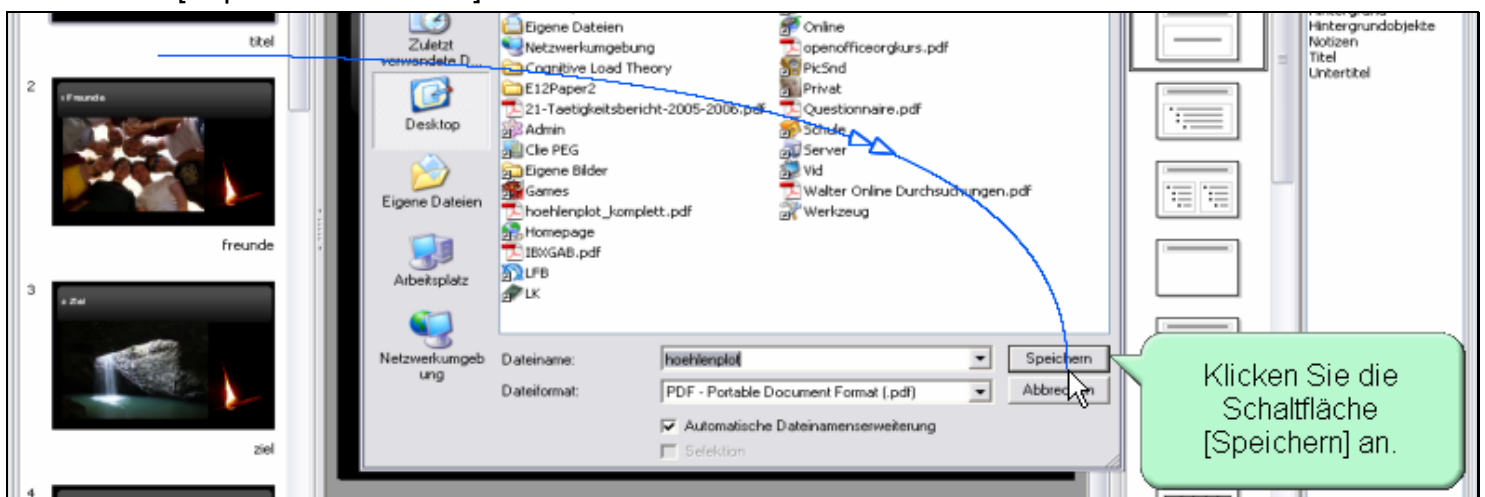 titel
2
Freunde
freunde
3
Ziel
ziel
4
Zuletzt
verwendete D...
Desktop
Eigene Dateien
Arbeitsplatz
Netzwerkumgeb
ung
Eigene Dateien
Netzwerkumgebung
Cognitive Load Theory
E12Paper2
21-Taetigkeitsbericht-2005-2006.pdf
Admin
Clie PEG
Eigene Bilder
Games
hoehlenplot_komplett.pdf
Homepage
IBXGAB.pdf
LFB
LK
Online
openofficeorgkurs.pdf
PicSnd
Privat
Questionnaire.pdf
Schule
Server
Vid
Walter Online Durchsuchungen.pdf
Werkzeug
Dateiname:
hoehlenplot
Speichern
Dateiformat:
PDF - Portable Document Format (.pdf)
Abbrechen
Automatische Dateinamenserweiterung
Selektion
Hintergrundobjekte
Notizen
Titel
Untertitel
Klicken Sie die
Schaltfläche
[Speichern] an.